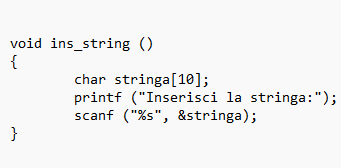 void ins_string ()
{
        char stringa[10];
        printf ("Inserisci la stringa:");
        scanf ("%s", &stringa);
}